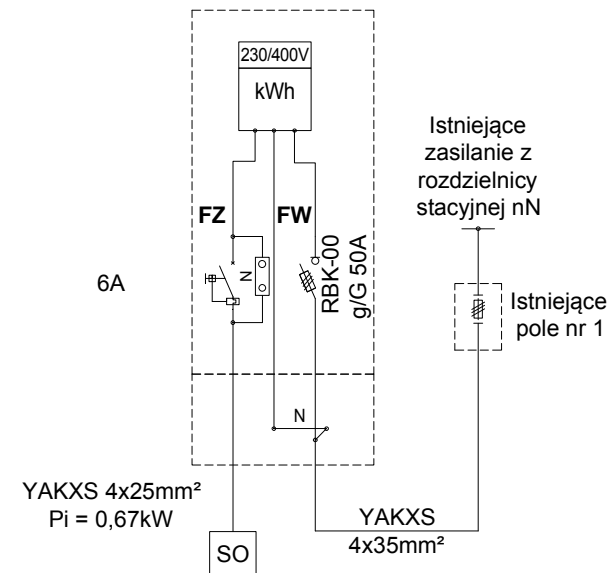 230/400V
kWh
Istniejące
zasilanie z
rozdzielnicy
stacyjnej nN
FZ
FW
RBK-00
g/G 50A
N
6A
Istniejące
pole nr 1
N
YAKXS 4x25mm²
Pi = 0,67kW
YAKXS
4x35mm²
SO